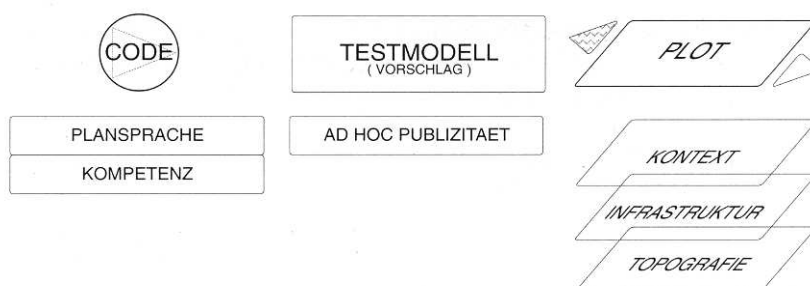 CODE
TESTMODELL
( VORSCHLAG )
PLOT
PLANSPRACHE
KOMPETENZ
AD HOC PUBLIZITAET
KONTEXT
INFRASTRUKTUR
TOPOGRAFIE